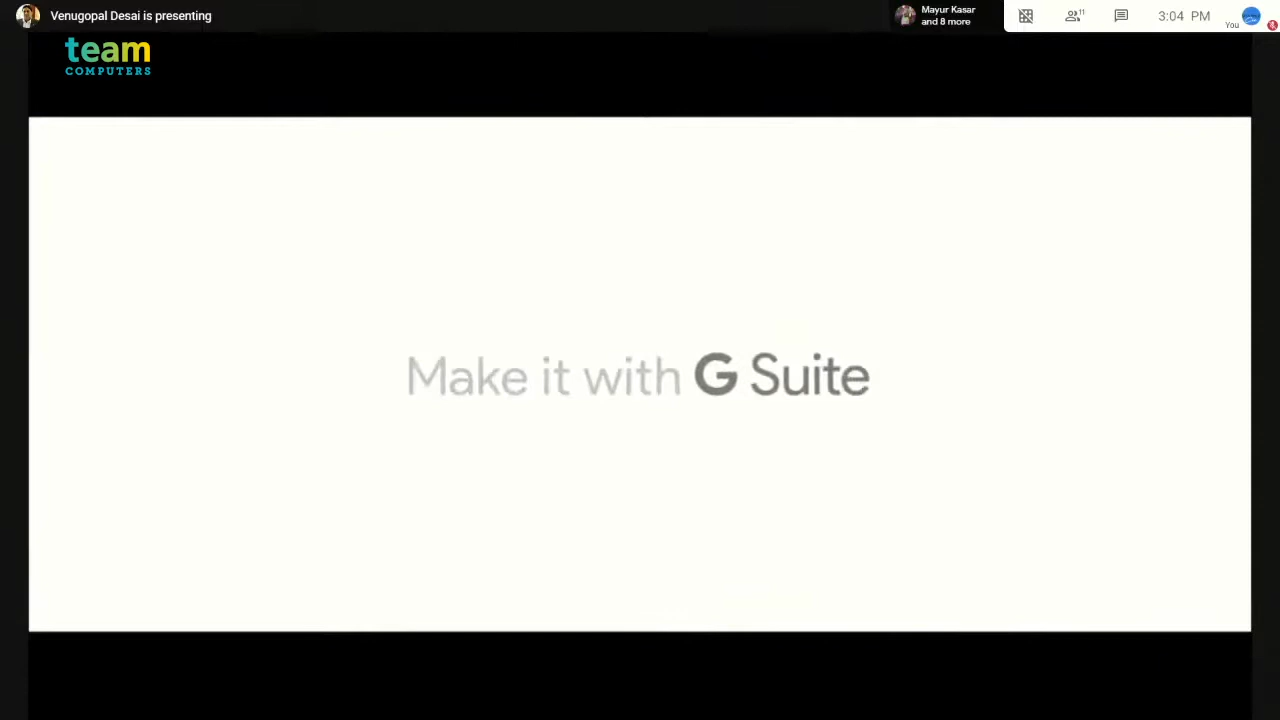 Venugopal Desai is presenting
Mayur Kasar
and 8 more
11
3:04 PM
You
team
COMPUTERS
Make it with G Suite